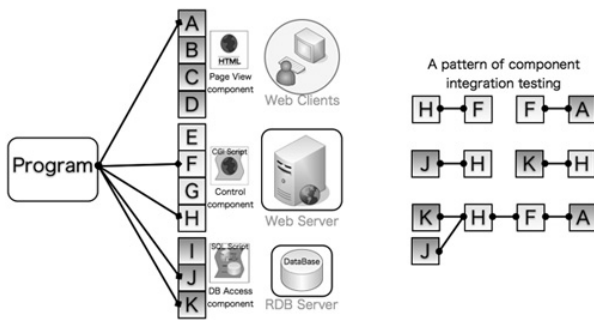 Program
A
B
C
D
HTML
Page View
component
Web Clients
E
F
G
H
CGI Script
Control
component
Web Server
I
J
K
SQL Script
DB Access
component
DataBase
RDB Server
A pattern of component
integration testing
H F F A
J H K H
K H F A
J